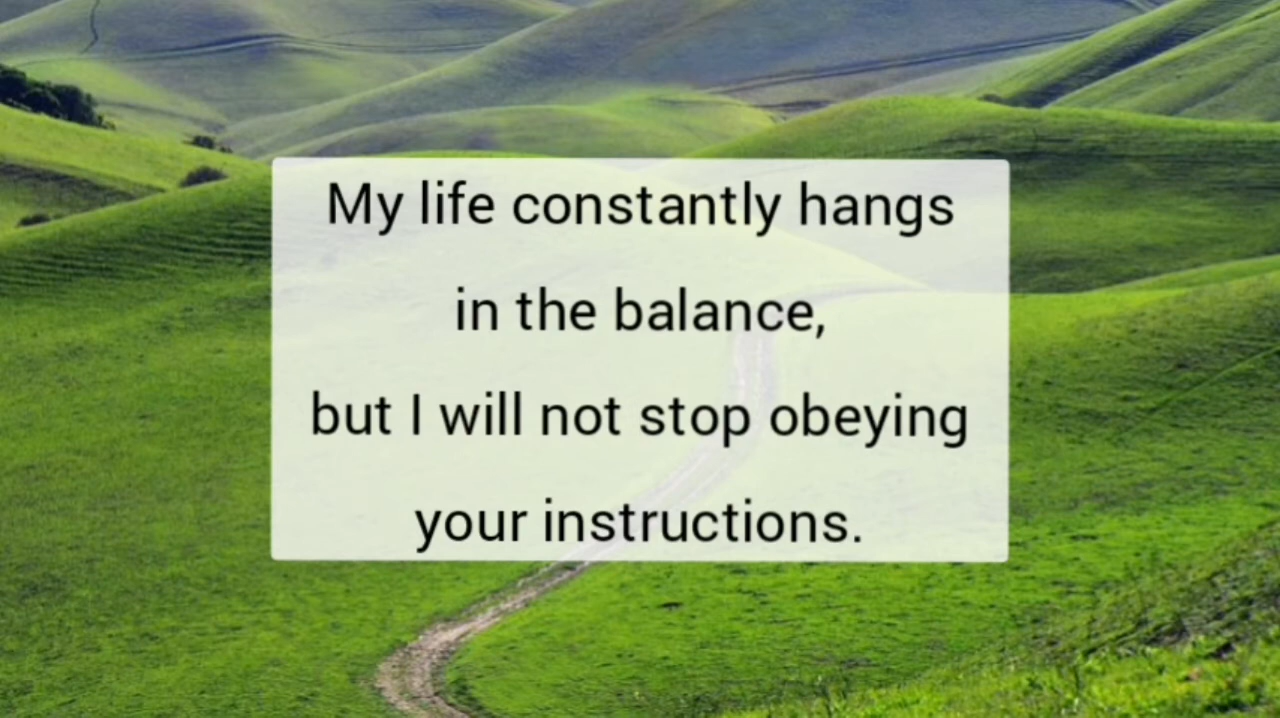 My life constantly hangs
in the balance,
but I will not stop obeying
your instructions.